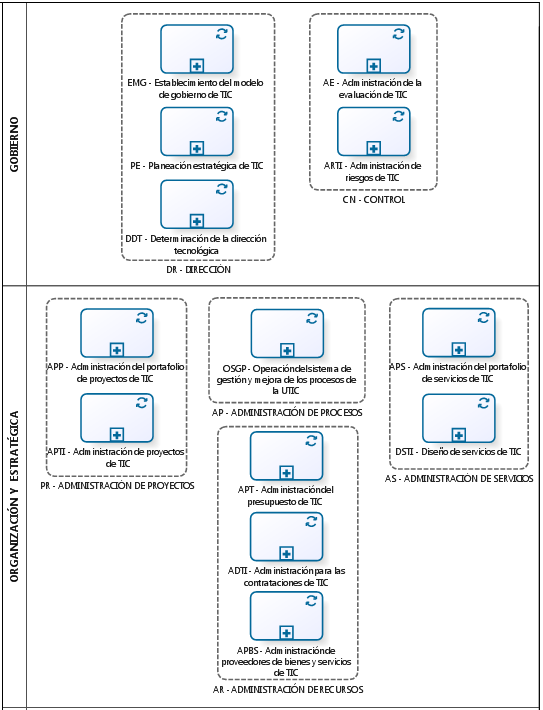 GOBIERNO
EMG - Establecimiento del modelo
de gobierno de TIC
PE - Planeación estratégica de TIC
DDT - Determinación de la dirección
tecnológica
DR - DIRECCIÓN
AE - Administración de la
evaluación de TIC
ARTI - Administración de
riesgos de TIC
CN - CONTROL
ORGANIZACIÓN Y ESTRATÉGICA
APP - Administración del portafolio
de proyectos de TIC
APTI - Administración de proyectos
de TIC
PR - ADMINISTRACIÓN DE PROYECTOS
OSGP - Operación del sistema de
gestión y mejora de los procesos de
la UTIC
AP - ADMINISTRACIÓN DE PROCESOS
APS - Administración del portafolio
de servicios de TIC
DSTI - Diseño de servicios de TIC
AS - ADMINISTRACIÓN DE SERVICIOS
APT - Administración del
presupuesto de TIC
ADTI - Administración para las
contrataciones de TIC
APBS - Administración de
proveedores de bienes y servicios
de TIC
AR - ADMINISTRACIÓN DE RECURSOS